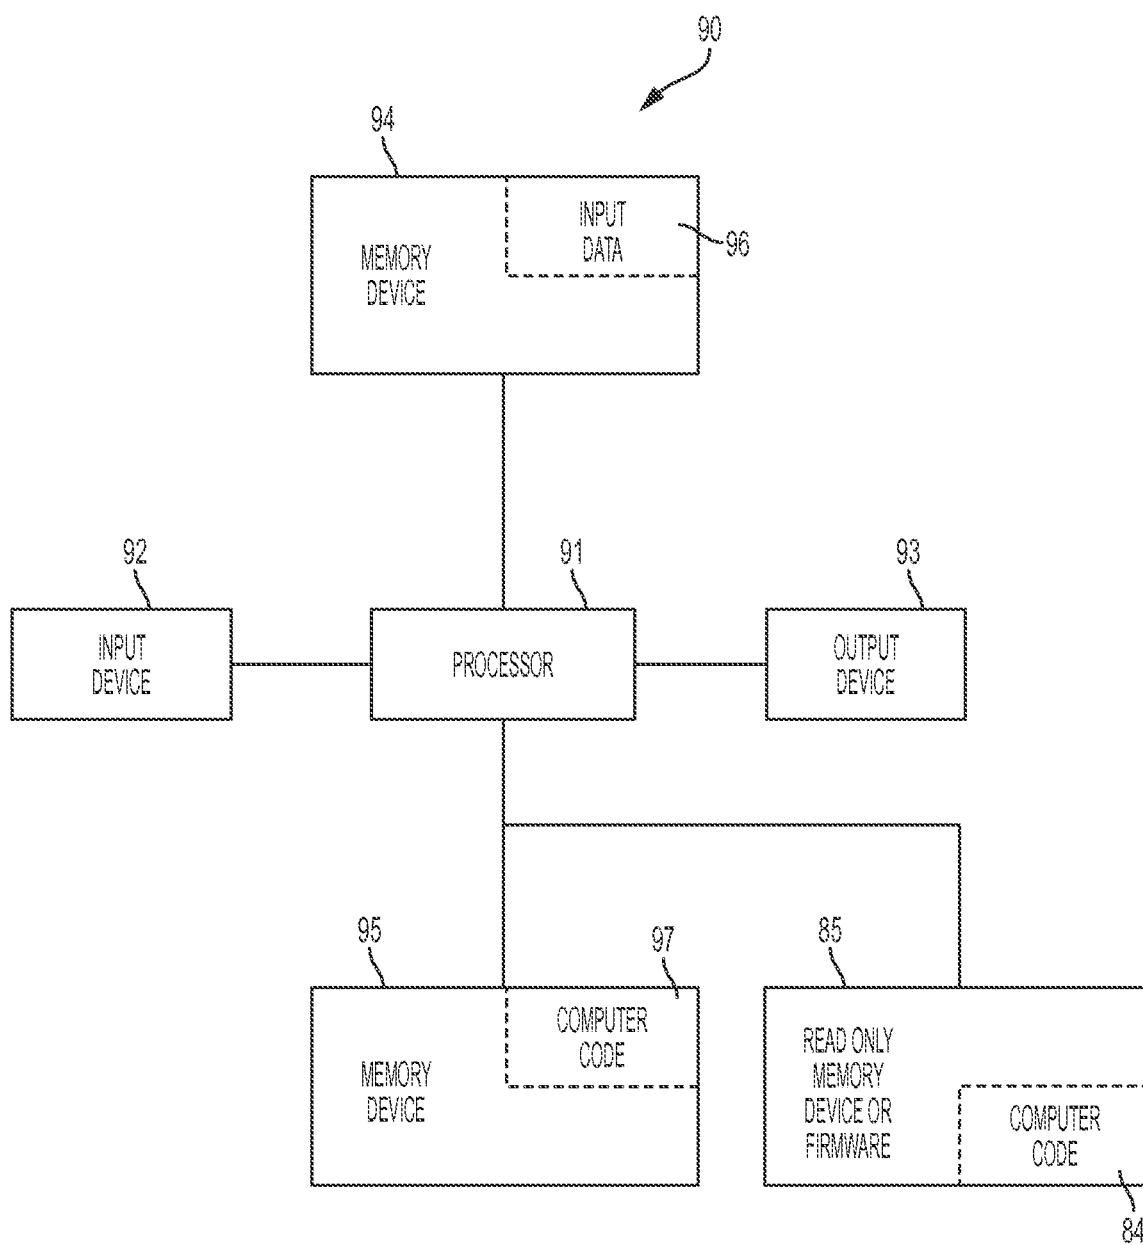 90
94
INPUT
DATA
96
MEMORY
DEVICE
92
91
93
INPUT
DEVICE
PROCESSOR
OUTPUT
DEVICE
95
97
85
COMPUTER
CODE
MEMORY
DEVICE
READ ONLY
MEMORY
DEVICE OR
FIRMWARE
COMPUTER
CODE
84